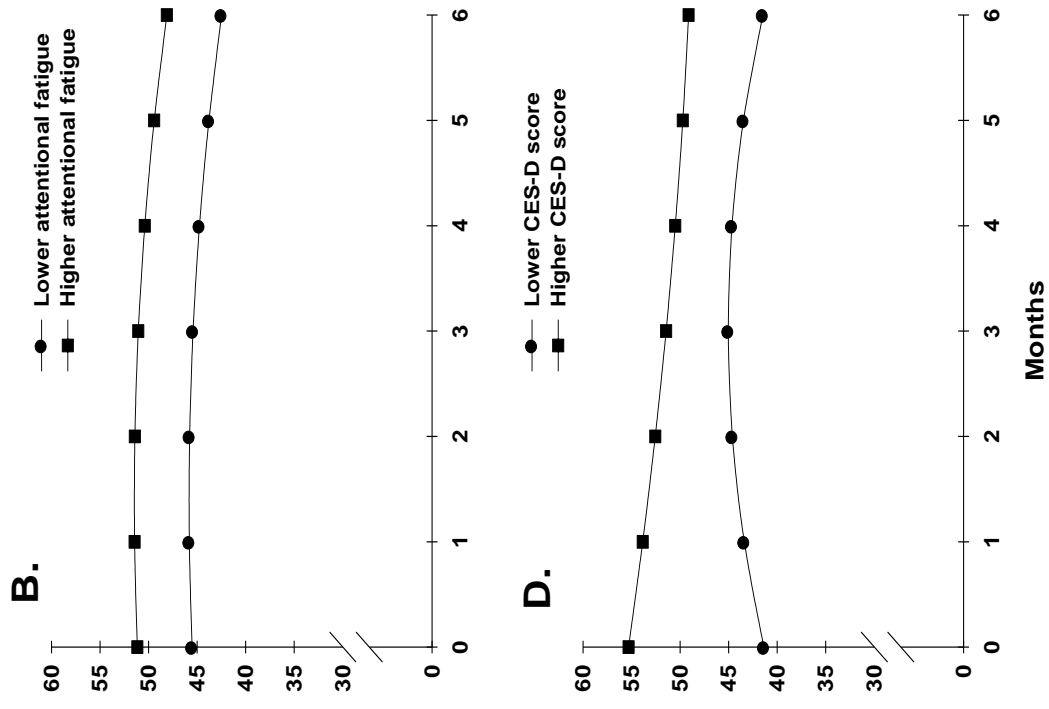 B.
Lower attentional fatigue
Higher attentional fatigue
60
55
50
45
40
35
30
0
0 1 2 3 4 5 6
D.
Lower CES-D score
Higher CES-D score
60
55
50
45
40
35
30
0
0 1 2 3 4 5 6
Months